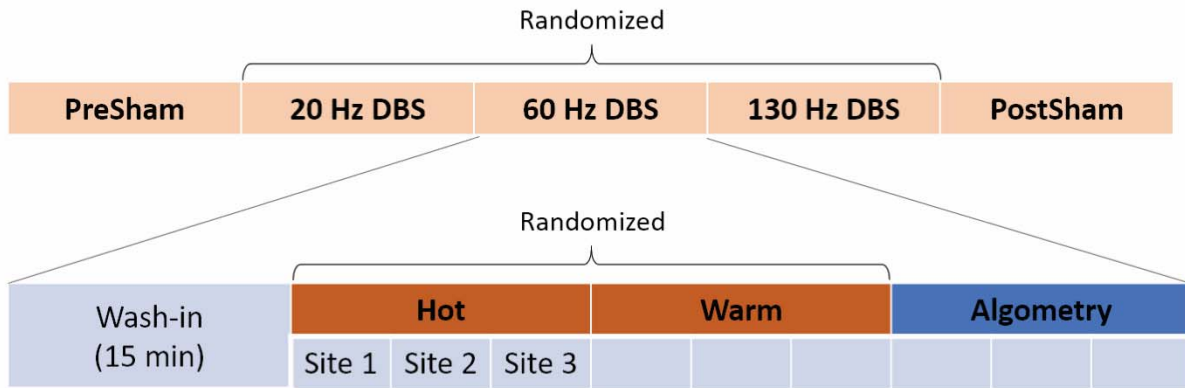 Randomized
PreSham 20 Hz DBS 60 Hz DBS 130 Hz DBS PostSham
Randomized
Wash-in
(15 min)
Hot Warm Algometry
Site 1 Site 2 Site 3